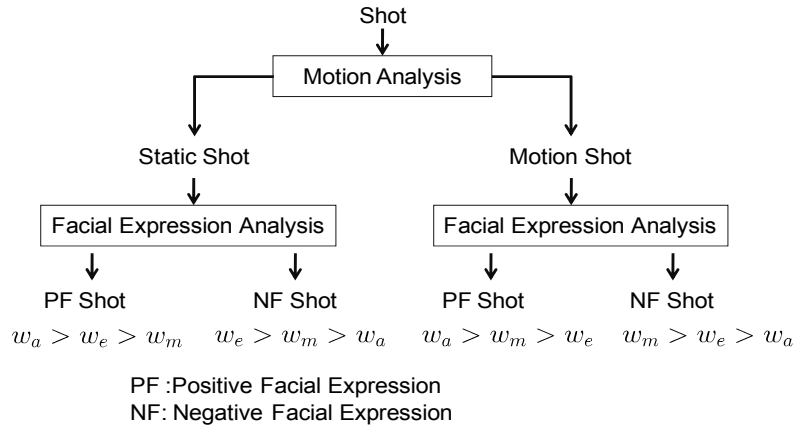 Shot
Motion Analysis
Static Shot Motion Shot
Facial Expression Analysis Facial Expression Analysis
PF Shot NF Shot PF Shot NF Shot
w_a > w_e > w_m w_e > w_m > w_a w_a > w_m > w_e w_m > w_e > w_a
PF :Positive Facial Expression
NF: Negative Facial Expression